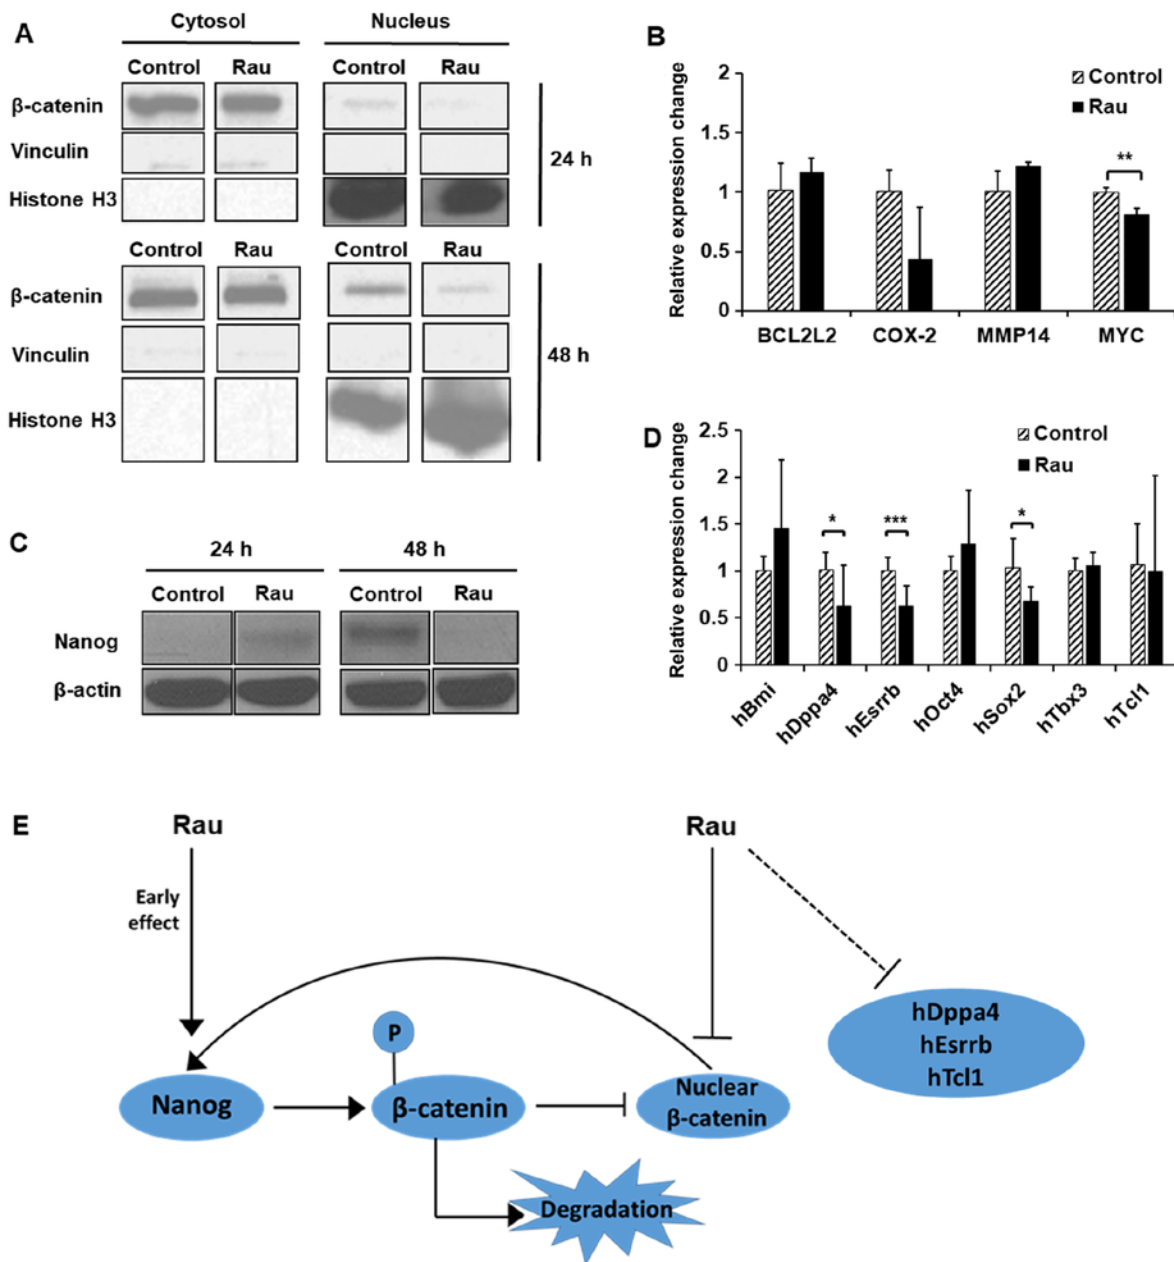 A
Cytosol
Nucleus
Control Rau Control Rau
β-catenin
Vinculin
24 h
Histone H3
Control Rau Control Rau
β-catenin
Vinculin
48 h
Histone H3
B
Relative expression change
2
1.5
1
0.5
0
Control
Rau
**
BCL2L2 COX-2 MMP14 MYC
C
24 h 48 h
Control Rau Control Rau
Nanog
β-actin
D
Relative expression change
2.5
2
1.5
1
0.5
0
Control
Rau
* *** *
hBmi hDppa4 hEsrrb hOct4 hSox2 hTbx3 hTcl1
E
Rau Rau
Early
effect
hDppa4
hEsrrb
hTcl1
P
Nanog
β-catenin
Nuclear
β-catenin
Degradation